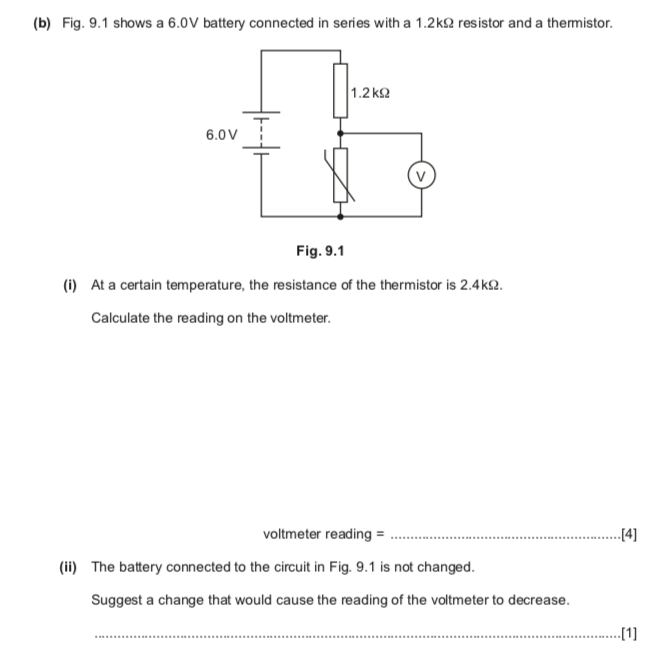 (b) Fig. 9.1 shows a 6.0V battery connected in series with a 1.2kΩ resistor and a thermistor.
1.2kΩ
6.0V
V
Fig. 9.1
(i) At a certain temperature, the resistance of the thermistor is 2.4kΩ.
Calculate the reading on the voltmeter.
voltmeter reading = ..........................................................[4]
(ii) The battery connected to the circuit in Fig. 9.1 is not changed.
Suggest a change that would cause the reading of the voltmeter to decrease.
...................................................................................................................................[1]